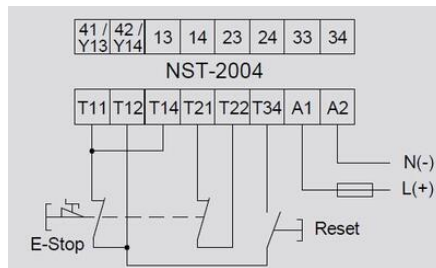 41 / Y13 42 / Y14 13 14 23 24 33 34
NST-2004
T11 T12 T14 T21 T22 T34 A1 A2
N(-)
L(+)
Reset
E-Stop